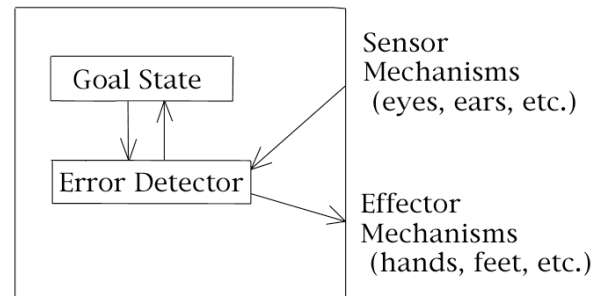 Goal State
Error Detector
Sensor
Mechanisms
(eyes, ears, etc.)
Effector
Mechanisms
(hands, feet, etc.)